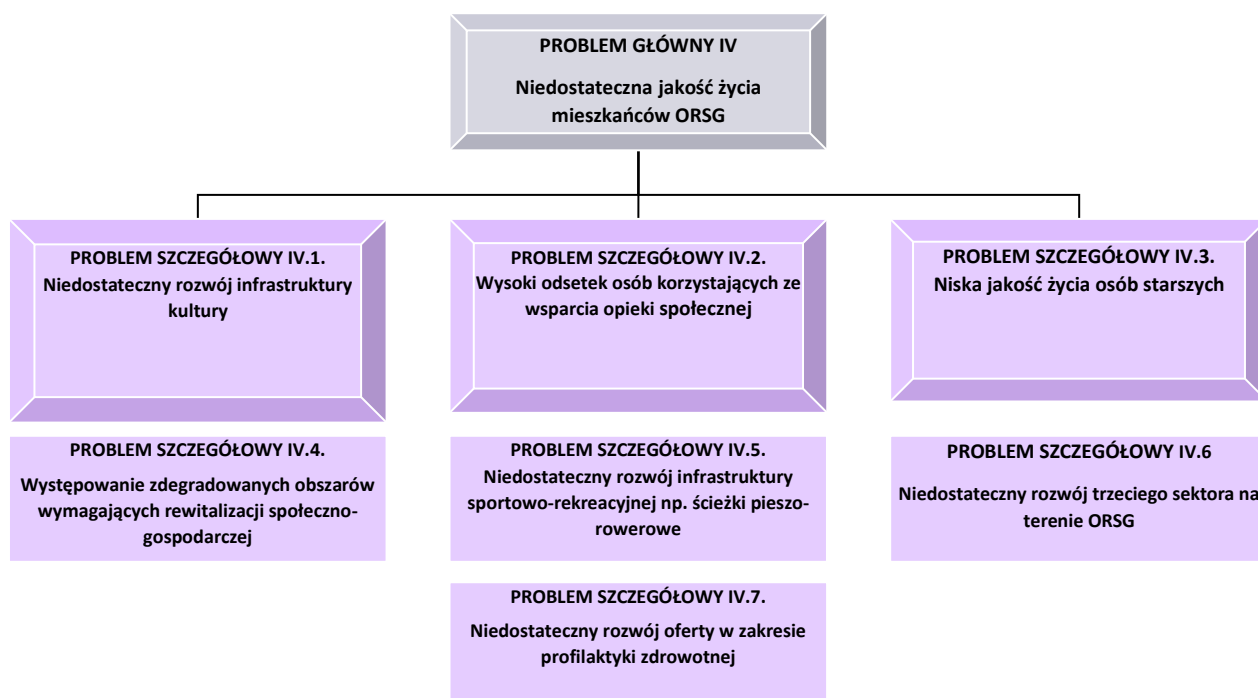 PROBLEM GŁÓWNY IV
Niedostateczna jakość życia
mieszkańców ORSG
PROBLEM SZCZEGÓŁOWY IV.1.
Niedostateczny rozwój infrastruktury
kultury
PROBLEM SZCZEGÓŁOWY IV.2.
Wysoki odsetek osób korzystających ze
wsparcia opieki społecznej
PROBLEM SZCZEGÓŁOWY IV.3.
Niska jakość życia osób starszych
PROBLEM SZCZEGÓŁOWY IV.4.
Występowanie zdegradowanych obszarów
wymagających rewitalizacji społeczno-
gospodarczej
PROBLEM SZCZEGÓŁOWY IV.5.
Niedostateczny rozwój infrastruktury
sportowo-rekreacyjnej np. ścieżki pieszo-
rowerowe
PROBLEM SZCZEGÓŁOWY IV.6
Niedostateczny rozwój trzeciego sektora na
terenie ORSG
PROBLEM SZCZEGÓŁOWY IV.7.
Niedostateczny rozwój oferty w zakresie
profilaktyki zdrowotnej